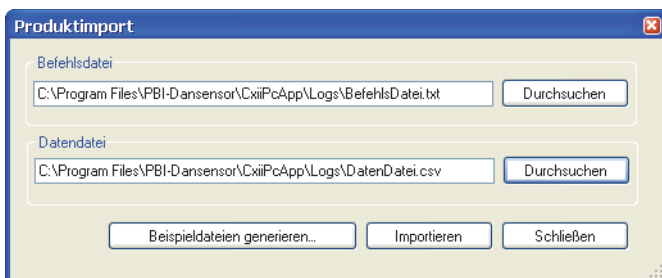 Produktimport
Befehlsdatei
C:\Program Files\PBI-Dansensor\CxiiPcApp\Logs\BefehlsDatei.txt
Durchsuchen
Datendatei
C:\Program Files\PBI-Dansensor\CxiiPcApp\Logs\DatenDatei.csv
Durchsuchen
Beispieldateien generieren...
Importieren
Schließen